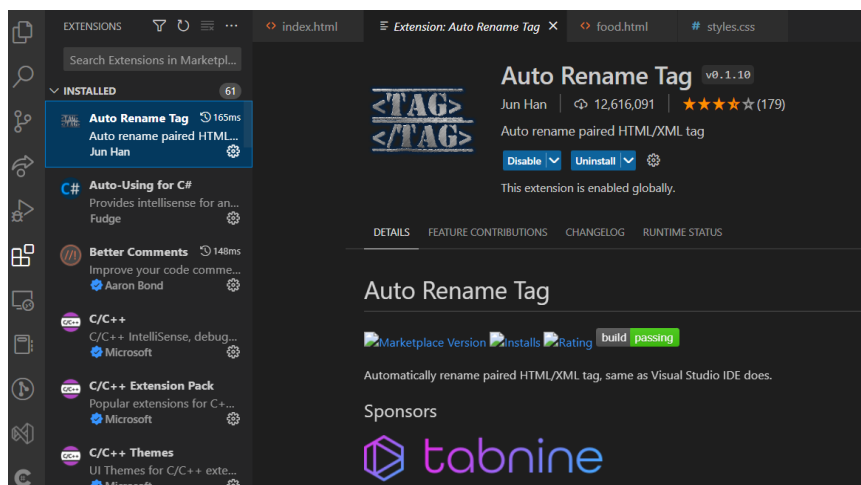 EXTENSIONS
Search Extensions in Marketpl...
INSTALLED 61
Auto Rename Tag 165ms
Auto rename paired HTML...
Jun Han
C#
Auto-Using for C#
Provides intellisense for an...
Fudge
//!
Better Comments 148ms
Improve your code comme...
Aaron Bond
C/C++
C/C++
C/C++ IntelliSense, debug...
Microsoft
C/C++
C/C++ Extension Pack
Popular extensions for C+...
Microsoft
C/C++
C/C++ Themes
UI Themes for C/C++ exte...
Microsoft
index.html
Extension: Auto Rename Tag
food.html
# styles.css
<TAG>
</TAG>
Auto Rename Tag v0.1.10
Jun Han 12,616,091 (179)
Auto rename paired HTML/XML tag
Disable Uninstall
This extension is enabled globally.
DETAILS FEATURE CONTRIBUTIONS CHANGELOG RUNTIME STATUS
Auto Rename Tag
Marketplace Version Installs Rating build passing
Automatically rename paired HTML/XML tag, same as Visual Studio IDE does.
Sponsors
tabnine